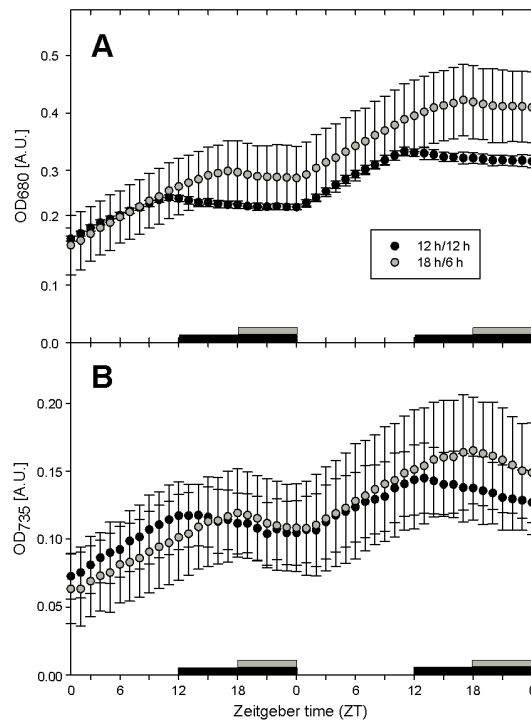 A
0.5
0.4
0.3
0.2
0.1
0.0
OD680 [A.U.]
12 h/12 h
18 h/6 h
B
0.20
0.15
0.10
0.05
0.00
OD735 [A.U.]
0 6 12 18 0 6 12 18
Zeitgeber time (ZT)